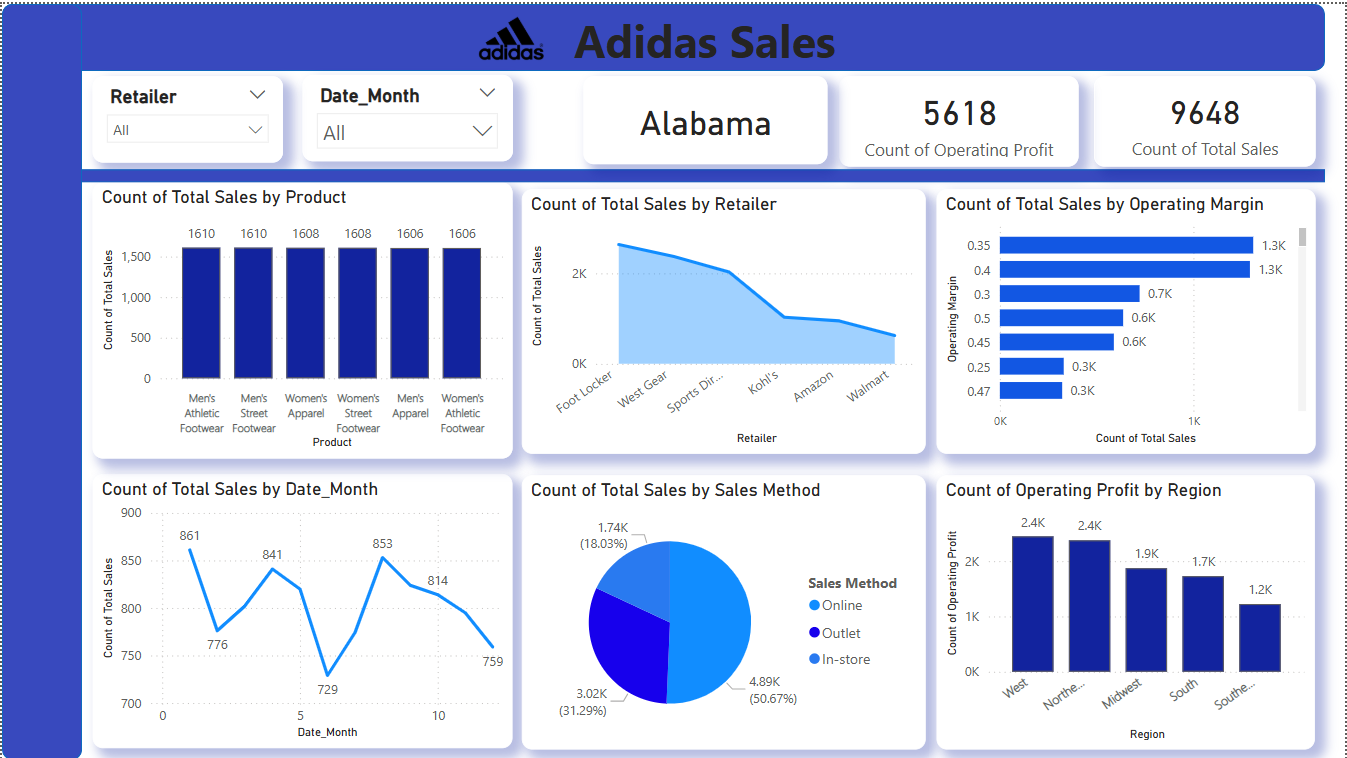 adidas
Adidas Sales
Retailer
All
Date_Month
All
Alabama
5618
Count of Operating Profit
9648
Count of Total Sales
Count of Total Sales by Product
Count of Total Sales
1,500
1,000
500
0
1610
1610
1608
1608
1606
1606
Men's Athletic Footwear
Men's Street Footwear
Women's Apparel
Women's Street Footwear
Men's Apparel
Women's Athletic Footwear
Product
Count of Total Sales by Retailer
Count of Total Sales
2K
0K
Foot Locker
West Gear
Sports Dir...
Kohl's
Amazon
Walmart
Retailer
Count of Total Sales by Operating Margin
Operating Margin
0.35
1.3K
0.4
1.3K
0.3
0.7K
0.5
0.6K
0.45
0.6K
0.25
0.3K
0.47
0.3K
0K
1K
Count of Total Sales
Count of Total Sales by Date_Month
Count of Total Sales
900
850
800
750
700
861
776
841
729
853
814
759
0
5
10
Date_Month
Count of Total Sales by Sales Method
1.74K
(18.03%)
3.02K
(31.29%)
4.89K
(50.67%)
Sales Method
Online
Outlet
In-store
Count of Operating Profit by Region
Count of Operating Profit
2K
1K
0K
2.4K
2.4K
1.9K
1.7K
1.2K
West
Northe...
Midwest
South
Southe...
Region